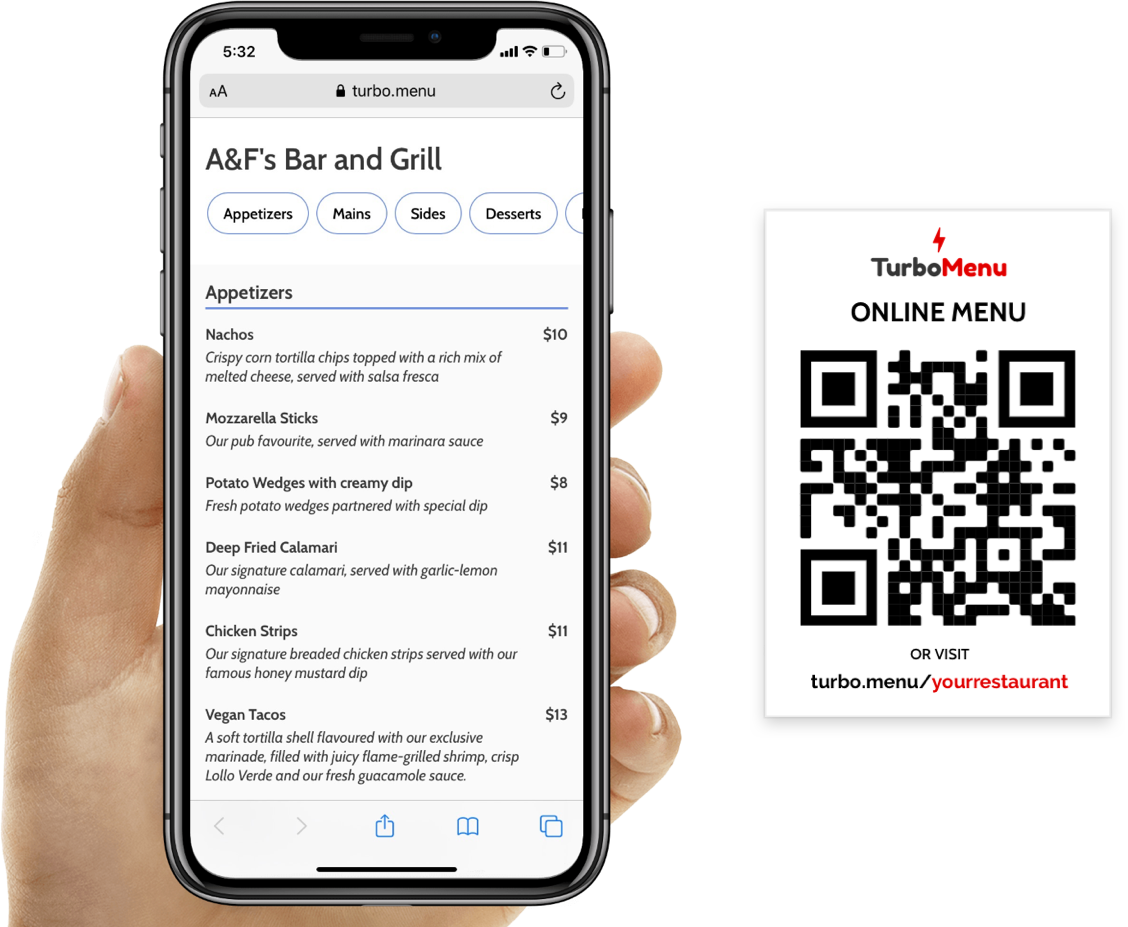 5:32
AA turbo.menu
A&F's Bar and Grill
Appetizers Mains Sides Desserts
Appetizers
Nachos $10
Crispy corn tortilla chips topped with a rich mix of
melted cheese, served with salsa fresca
Mozzarella Sticks $9
Our pub favourite, served with marinara sauce
Potato Wedges with creamy dip $8
Fresh potato wedges partnered with special dip
Deep Fried Calamari $11
Our signature calamari, served with garlic-lemon
mayonnaise
Chicken Strips $11
Our signature breaded chicken strips served with our
famous honey mustard dip
Vegan Tacos $13
A soft tortilla shell flavoured with our exclusive
marinade, filled with juicy flame-grilled shrimp, crisp
Lollo Verde and our fresh guacamole sauce.
TurboMenu
ONLINE MENU
OR VISIT
turbo.menu/yourrestaurant